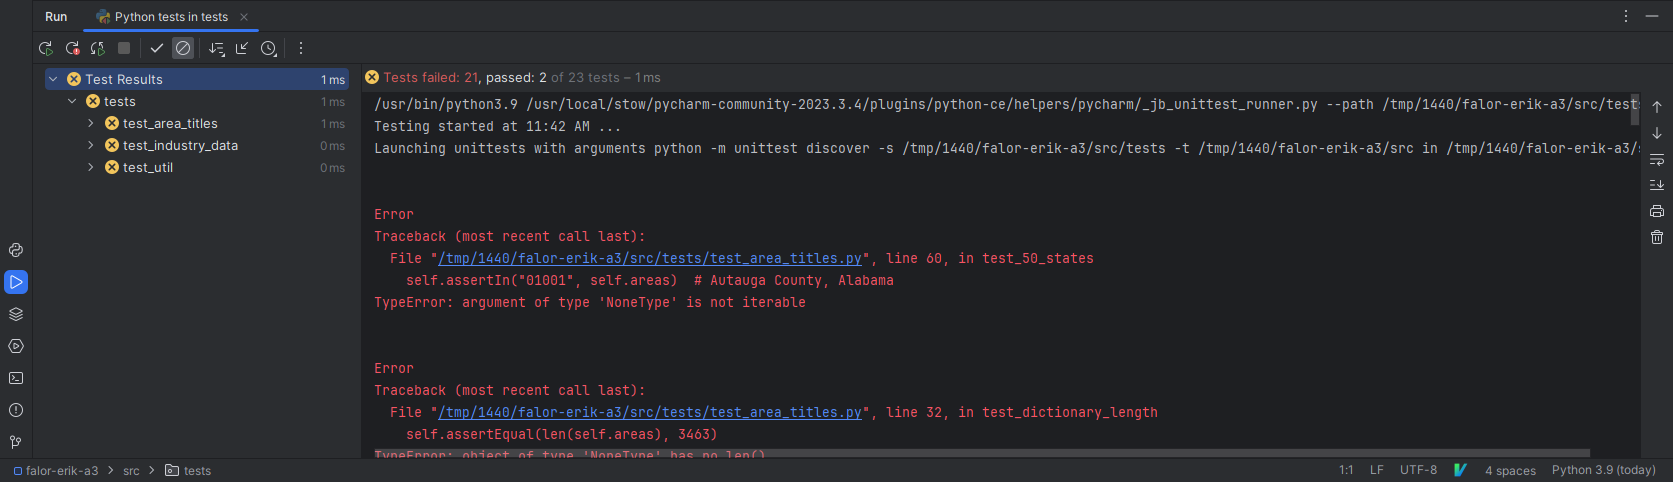 Run
Python tests in tests
Test Results 1 ms
tests 1 ms
test_area_titles 1 ms
test_industry_data 0 ms
test_util 0 ms
Tests failed: 21, passed: 2 of 23 tests – 1 ms
/usr/bin/python3.9 /usr/local/stow/pycharm-community-2023.3.4/plugins/python-ce/helpers/pycharm/_jb_unittest_runner.py --path /tmp/1440/falor-erik-a3/src/tests
Testing started at 11:42 AM ...
Launching unittests with arguments python -m unittest discover -s /tmp/1440/falor-erik-a3/src/tests -t /tmp/1440/falor-erik-a3/src in /tmp/1440/falor-erik-a3/s
Error
Traceback (most recent call last):
File "/tmp/1440/falor-erik-a3/src/tests/test_area_titles.py", line 60, in test_50_states
self.assertIn("01001", self.areas)  # Autauga County, Alabama
TypeError: argument of type 'NoneType' is not iterable
Error
Traceback (most recent call last):
File "/tmp/1440/falor-erik-a3/src/tests/test_area_titles.py", line 32, in test_dictionary_length
self.assertEqual(len(self.areas), 3463)
TypeError: object of type 'NoneType' has no len()
falor-erik-a3 > src > tests
1:1 LF UTF-8 4 spaces Python 3.9 (today)